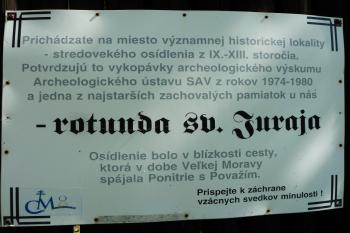 Prichádzate na miesto významnej historickej lokality
- stredovekého osídlenia z IX.-XIII. storočia.
Potvrdzujú to vykopávky archeologického výskumu
Archeologického ústavu SAV z rokov 1974-1980
a jedna z najstarších zachovalých pamiatok u nás
- rotunda sv. Juraja
Osídlenie bolo v blízkosti cesty,
ktorá v dobe Veľkej Moravy
spájala Ponitrie s Považím.
Prispejte k záchrane
vzácnych svedkov minulosti !